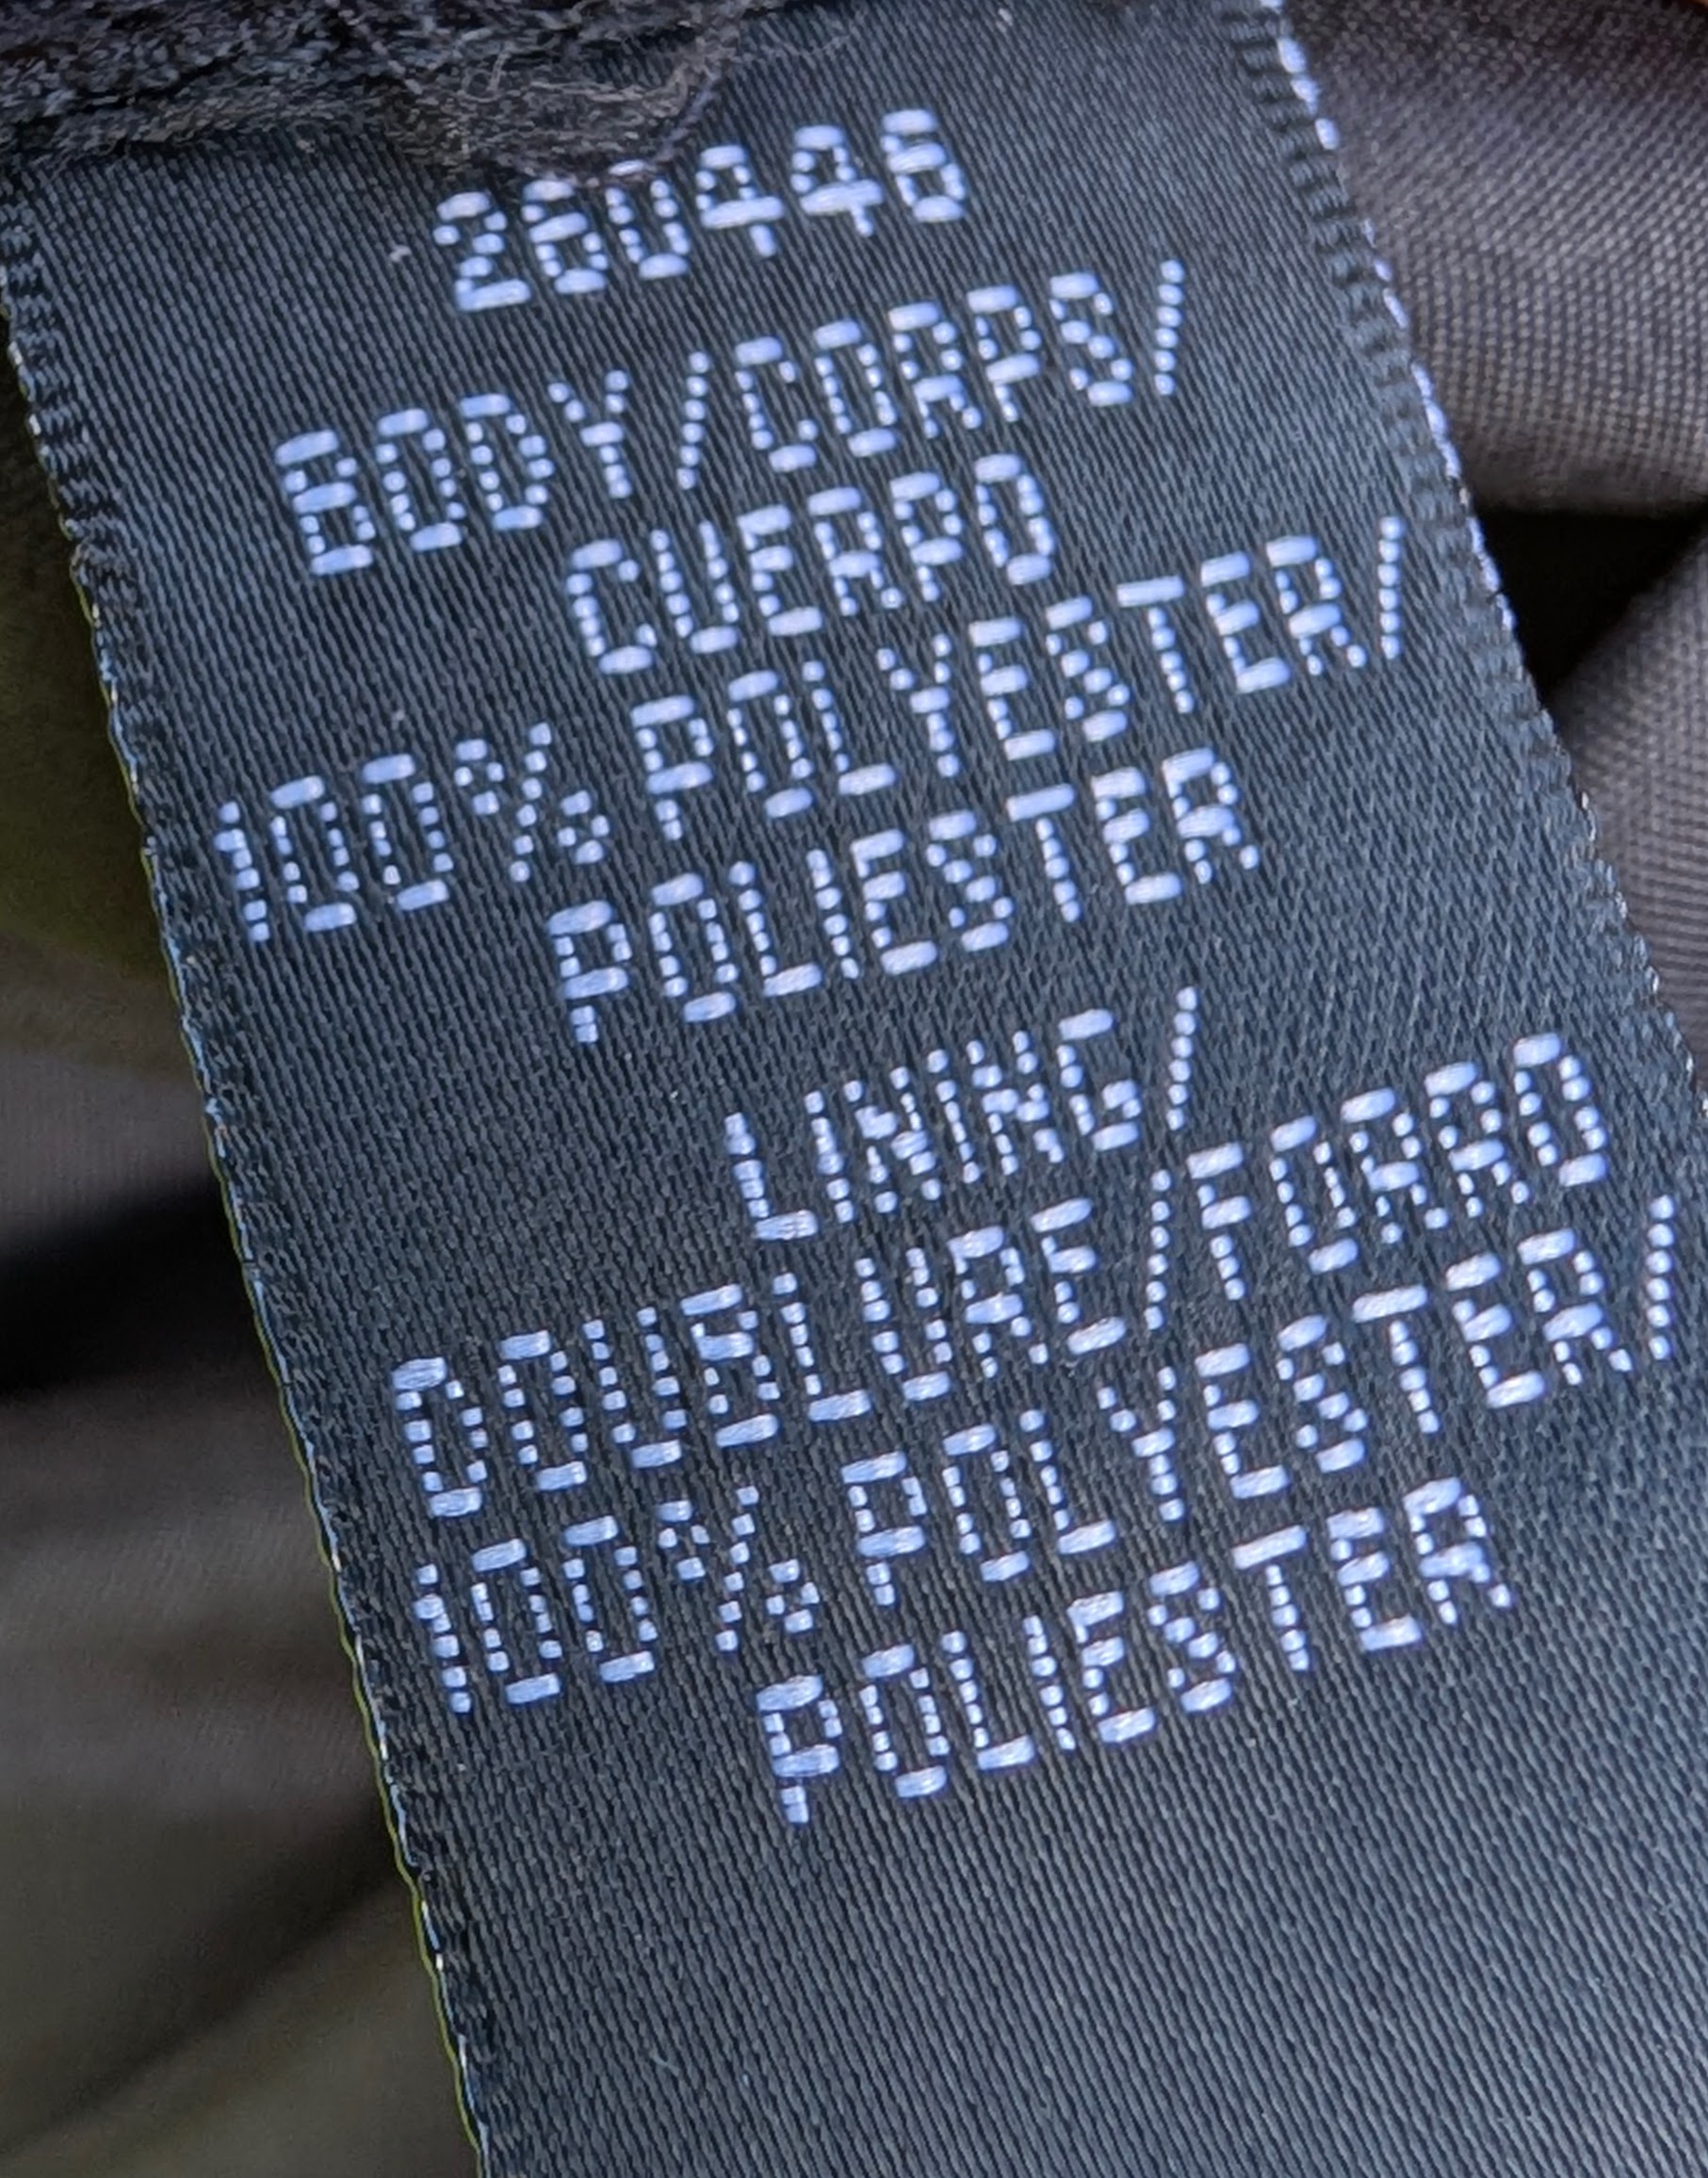 260446
BODY/CORPS/
CUERPO
100% POLYESTER/
POLIESTER
LINING/
DOUBLURE/FORRO
100% POLYESTER/
POLIESTER